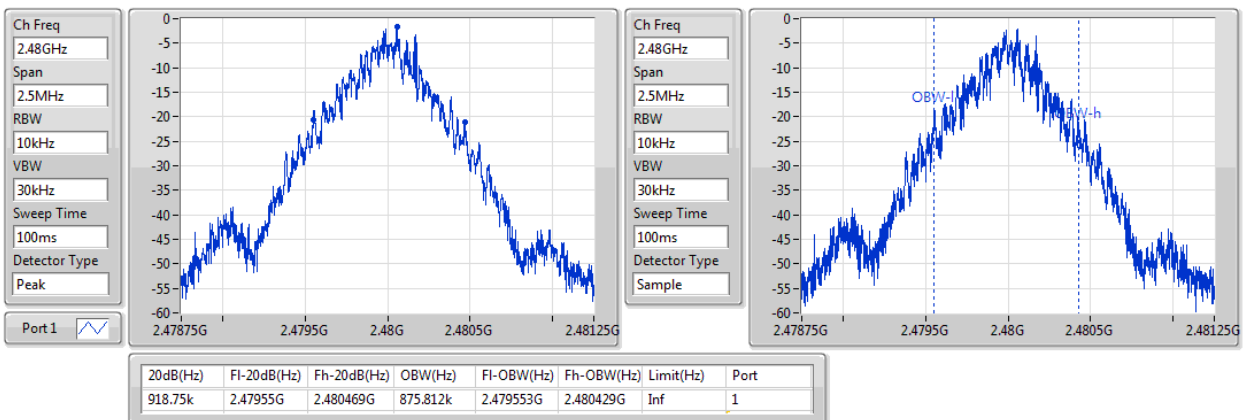 Ch Freq
2.48GHz
Span
2.5MHz
RBW
10kHz
VBW
30kHz
Sweep Time
100ms
Detector Type
Peak
Port 1
0
-5
-10
-15
-20
-25
-30
-35
-40
-45
-50
-55
-60
2.47875G 2.4795G 2.48G 2.4805G 2.48125G
Ch Freq
2.48GHz
Span
2.5MHz
RBW
10kHz
VBW
30kHz
Sweep Time
100ms
Detector Type
Sample
0
-5
-10
-15
-20
-25
-30
-35
-40
-45
-50
-55
-60
OBW-l
OBW-h
2.47875G 2.4795G 2.48G 2.4805G 2.48125G
20dB(Hz) Fl-20dB(Hz) Fh-20dB(Hz) OBW(Hz) Fl-OBW(Hz) Fh-OBW(Hz) Limit(Hz) Port
918.75k 2.47955G 2.480469G 875.812k 2.479553G 2.480429G Inf 1